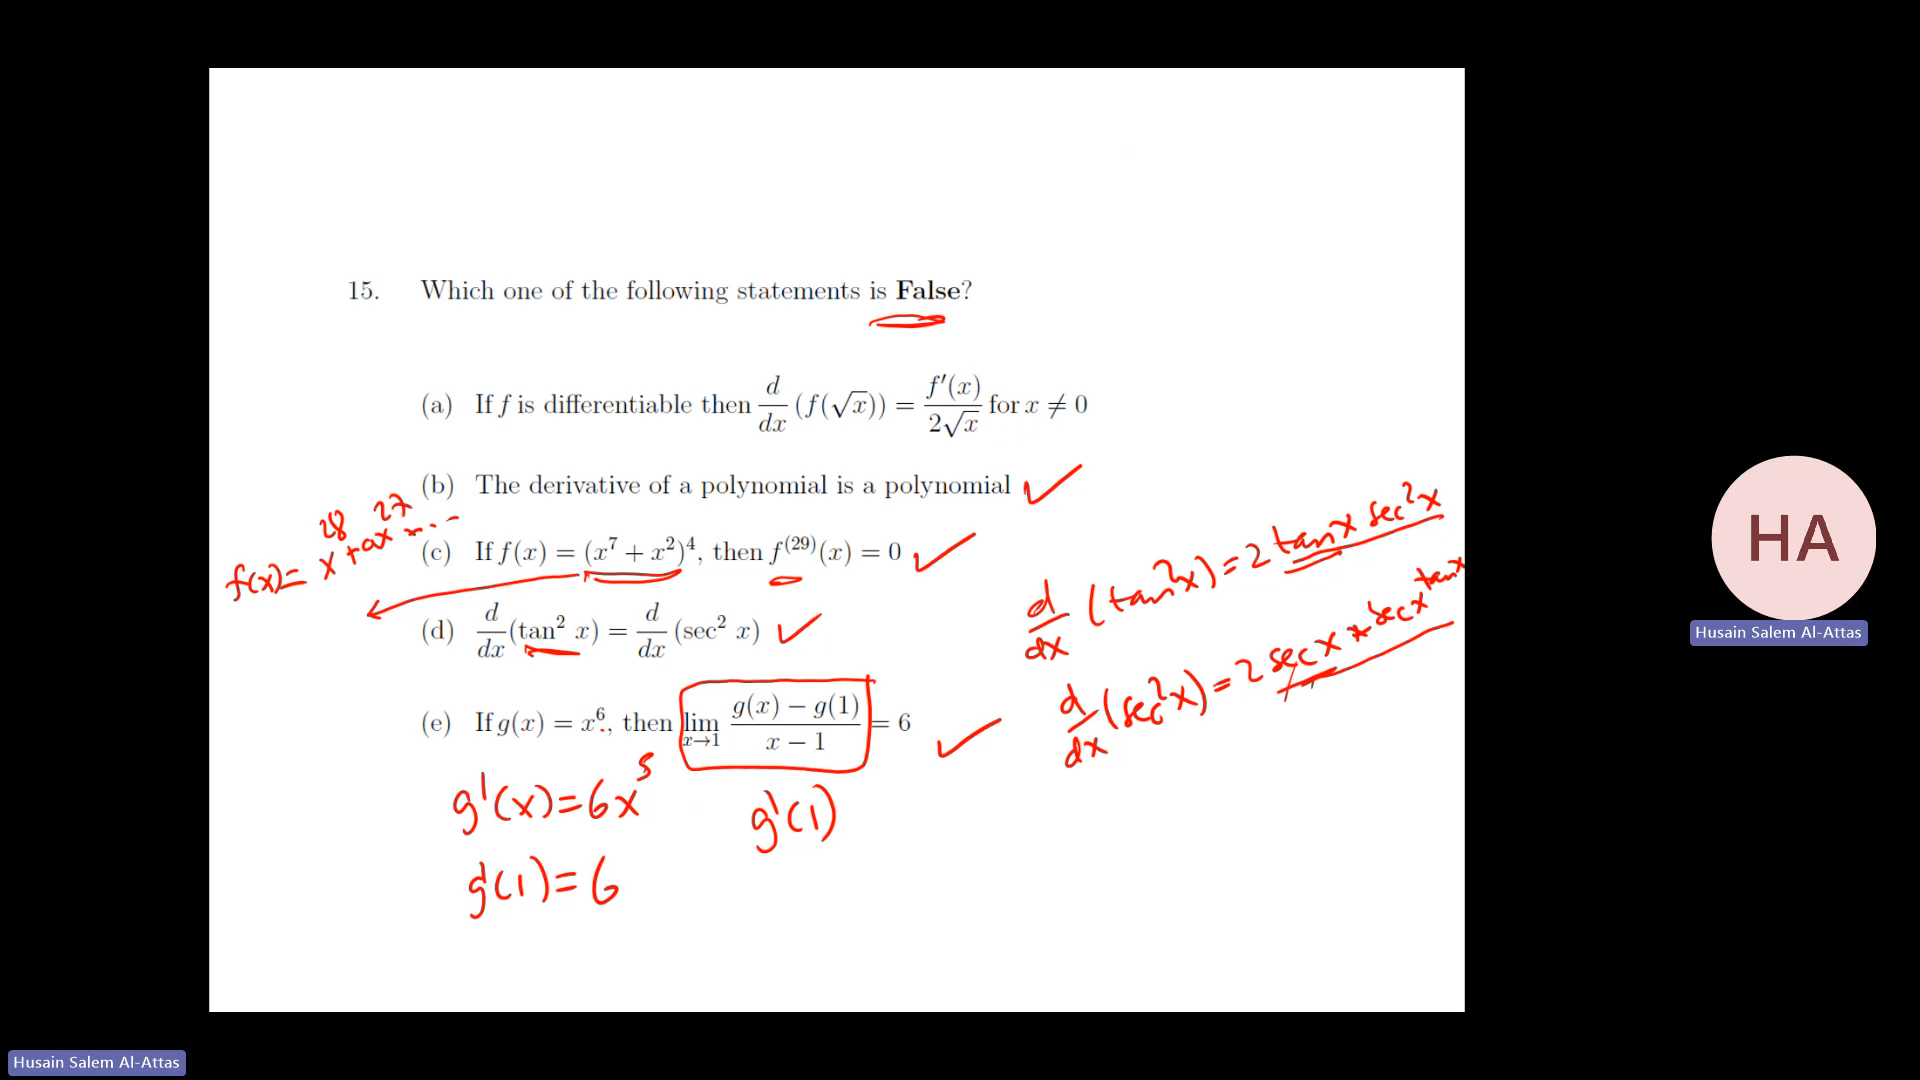 15. Which one of the following statements is False?
(a) If f is differentiable then d/dx (f(√x)) = f′(x)/2√x for x ≠ 0
(b) The derivative of a polynomial is a polynomial ✓
f(x) = x^28 + ax^27 + ...
(c) If f(x) = (x^7 + x^2)^4, then f^(29)(x) = 0 ✓
d/dx (tan^2 x) = 2 tan x sec^2 x
(d) d/dx (tan^2 x) = d/dx (sec^2 x) ✓
d/dx (sec^2 x) = 2 sec x * sec x tan x
(e) If g(x) = x^6, then lim x→1 g(x) − g(1)/x − 1 = 6 ✓
g'(x) = 6x^5
g'(1)
g'(1) = 6
HA
Husain Salem Al-Attas
Husain Salem Al-Attas